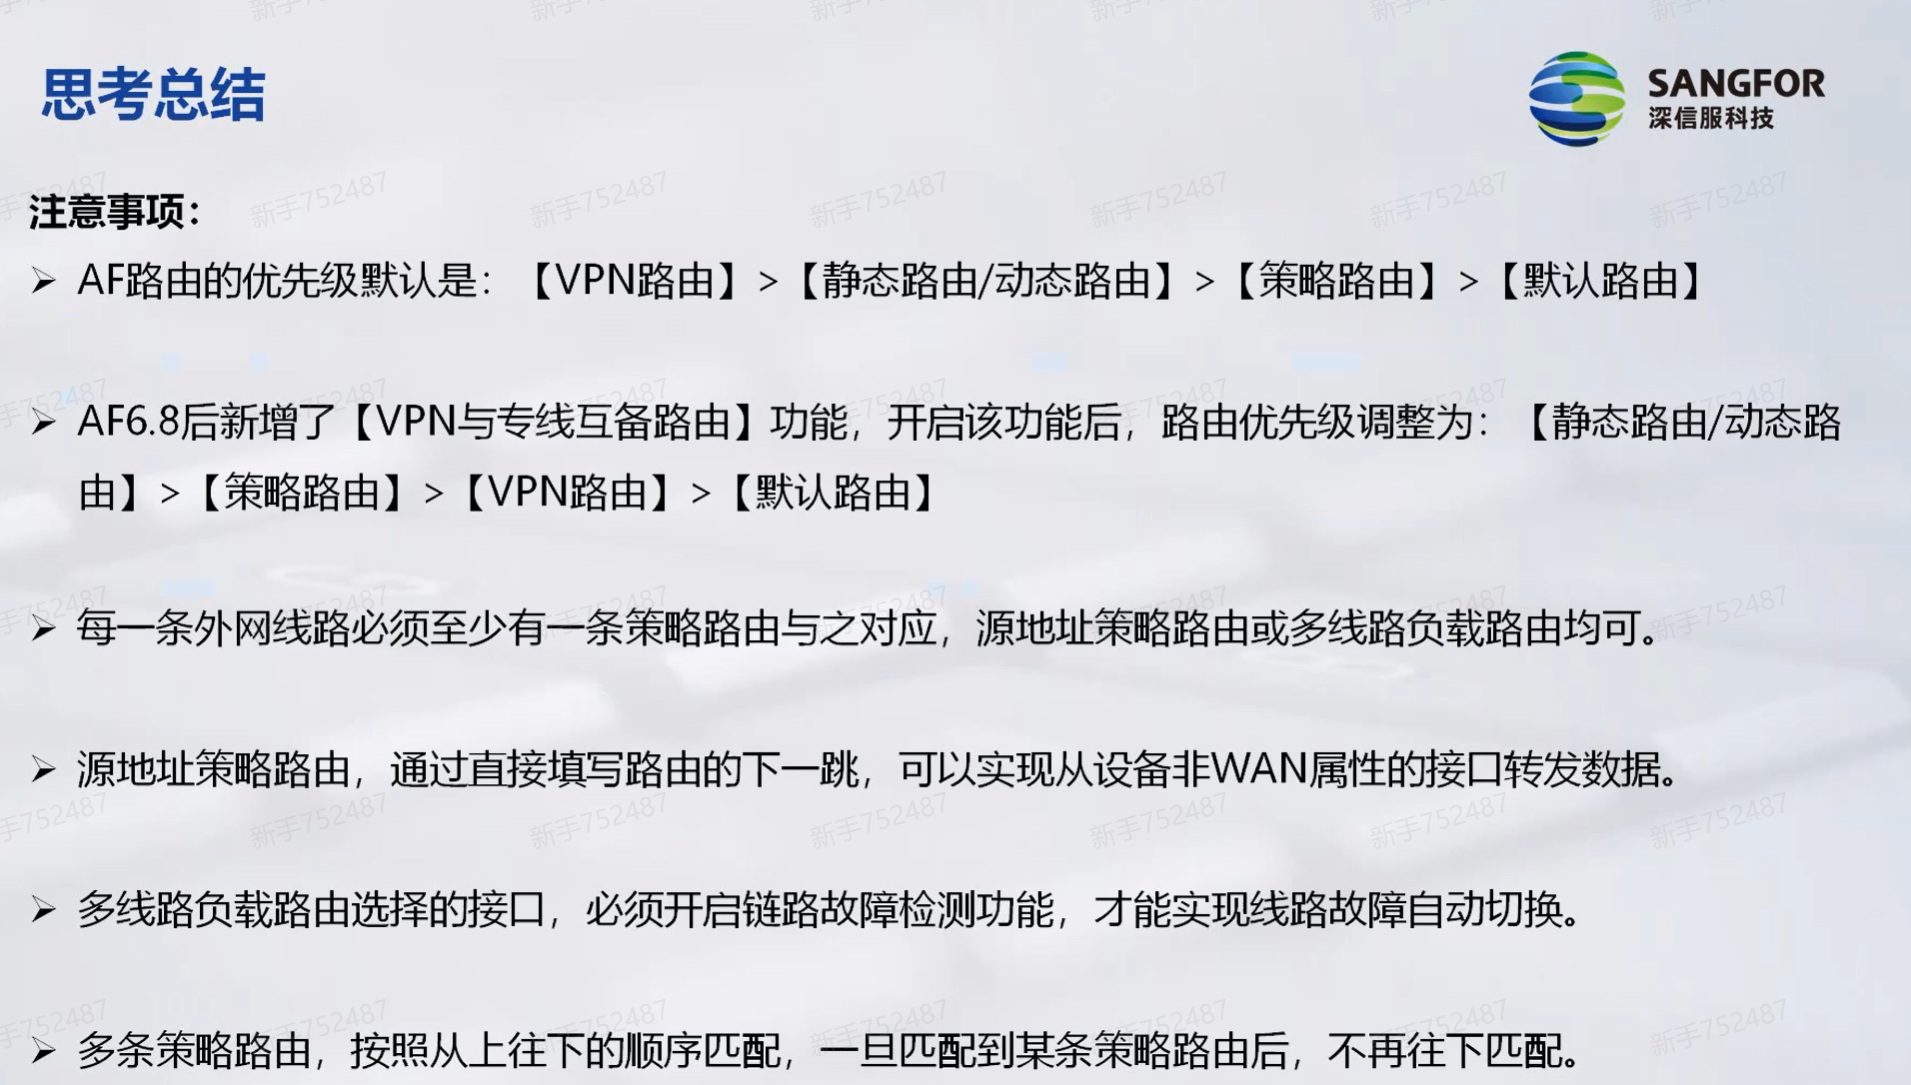 思考总结
SANGFOR
深信服科技
注意事项：
➢ AF路由的优先级默认是：【VPN路由】>【静态路由/动态路由】>【策略路由】>【默认路由】
➢ AF6.8后新增了【VPN与专线互备路由】功能，开启该功能后，路由优先级调整为：【静态路由/动态路
由】>【策略路由】>【VPN路由】>【默认路由】
➢ 每一条外网线路必须至少有一条策略路由与之对应，源地址策略路由或多线路负载路由均可。
➢ 源地址策略路由，通过直接填写路由的下一跳，可以实现从设备非WAN属性的接口转发数据。
➢ 多线路负载路由选择的接口，必须开启链路故障检测功能，才能实现线路故障自动切换。
➢ 多条策略路由，按照从上往下的顺序匹配，一旦匹配到某条策略路由后，不再往下匹配。
新手752487